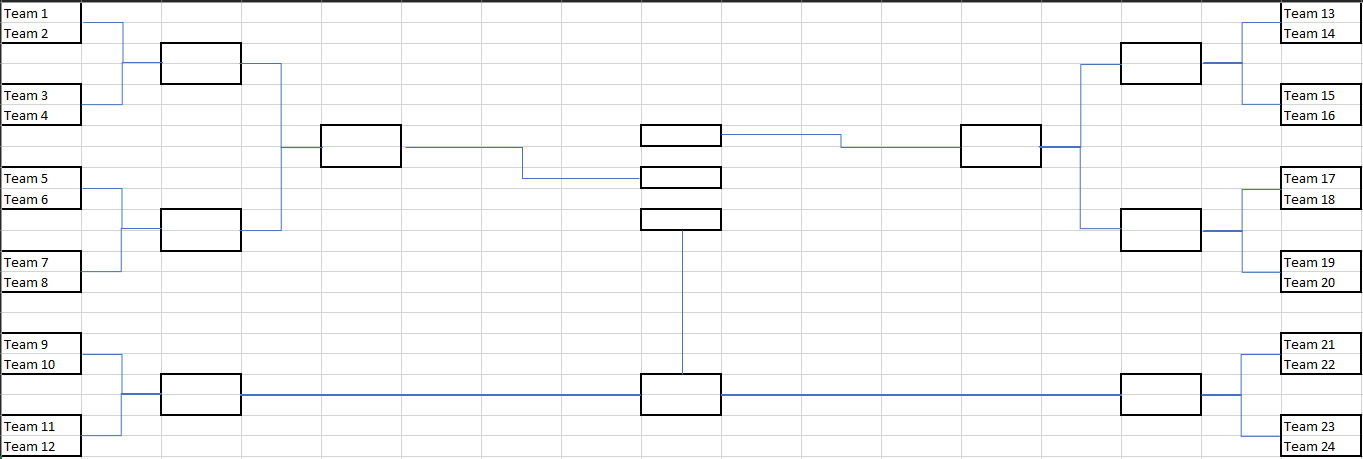 Team 1
Team 2
Team 3
Team 4
Team 5
Team 6
Team 7
Team 8
Team 9
Team 10
Team 11
Team 12
Team 13
Team 14
Team 15
Team 16
Team 17
Team 18
Team 19
Team 20
Team 21
Team 22
Team 23
Team 24